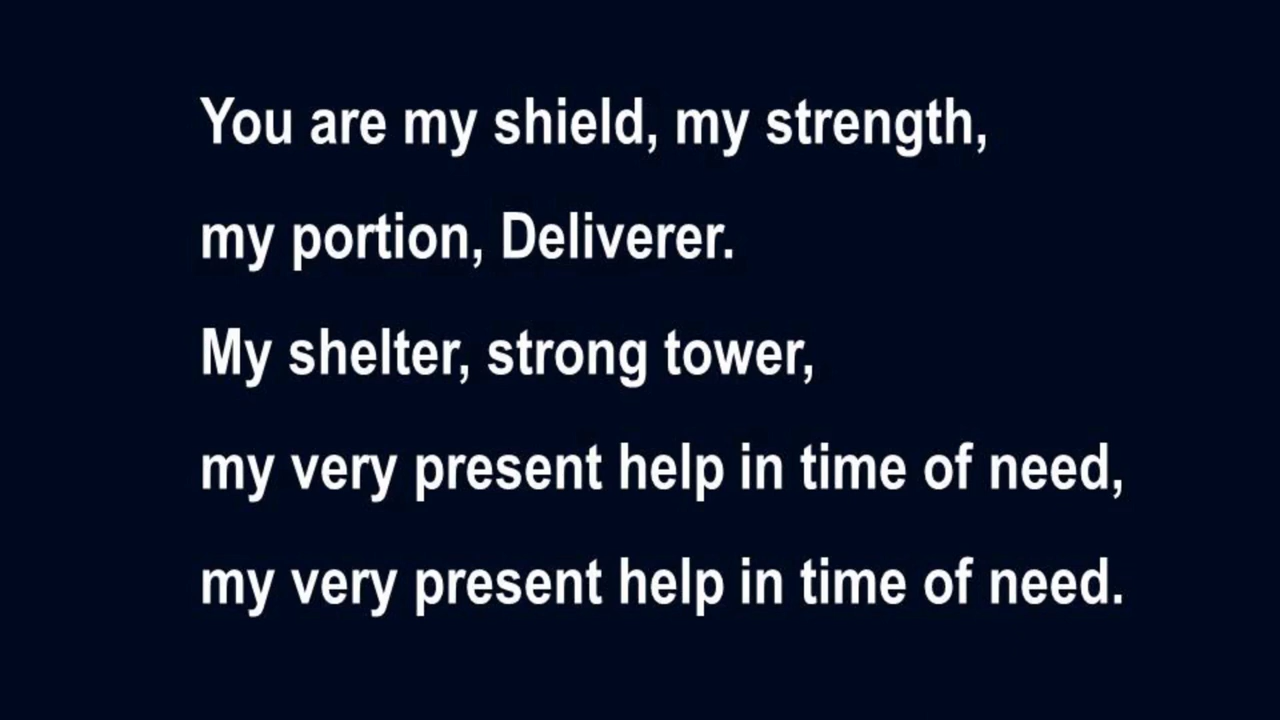 You are my shield, my strength,
my portion, Deliverer.
My shelter, strong tower,
my very present help in time of need,
my very present help in time of need.